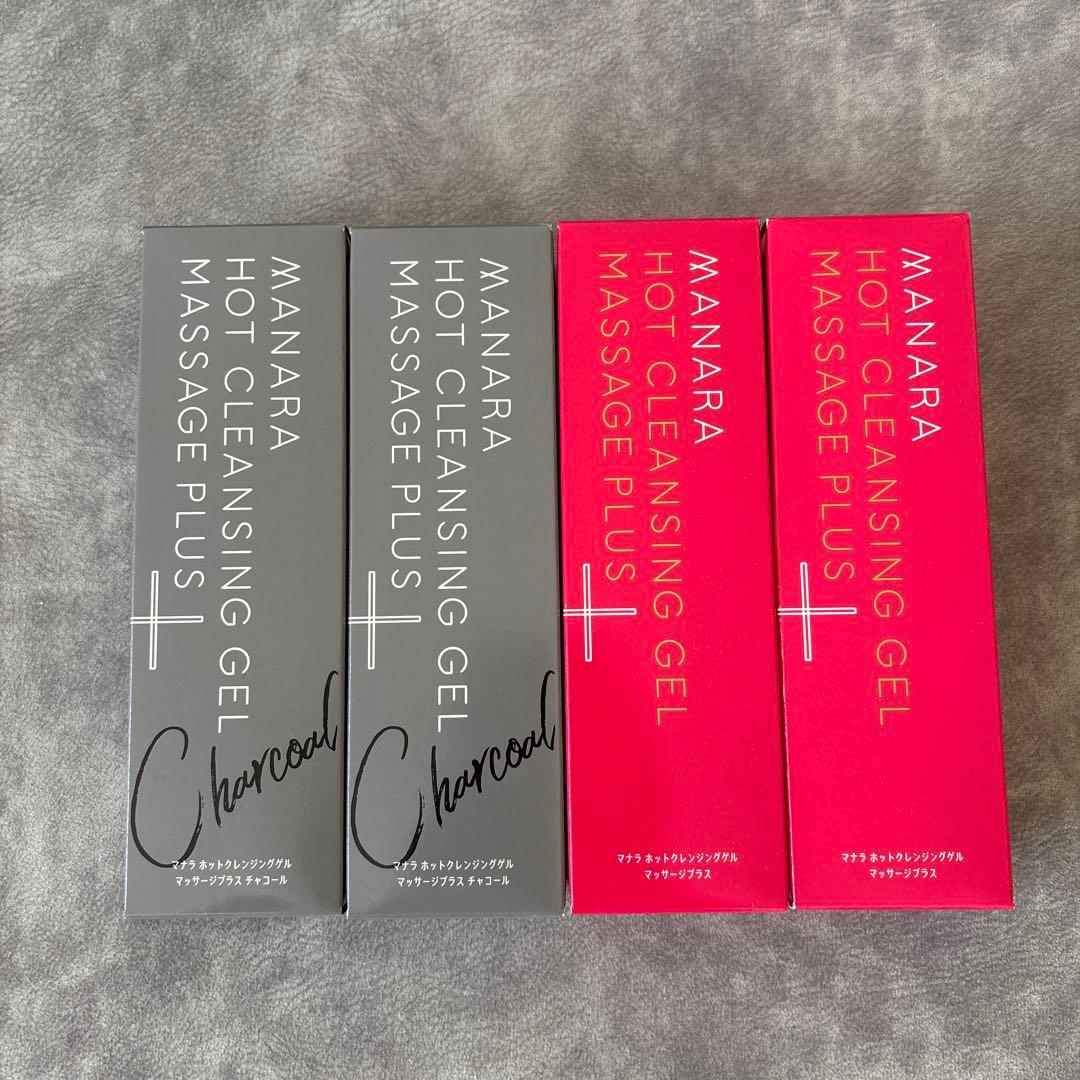 MANARA
HOT CLEANSING GEL
MASSAGE PLUS
Charcoal
マナラ ホットクレンジングゲル
マッサージプラス チャコール
MANARA
HOT CLEANSING GEL
MASSAGE PLUS
Charcoal
マナラ ホットクレンジングゲル
マッサージプラス チャコール
MANARA
HOT CLEANSING GEL
MASSAGE PLUS
マナラ ホットクレンジングゲル
マッサージプラス
MANARA
HOT CLEANSING GEL
MASSAGE PLUS
マナラ ホットクレンジングゲル
マッサージプラス